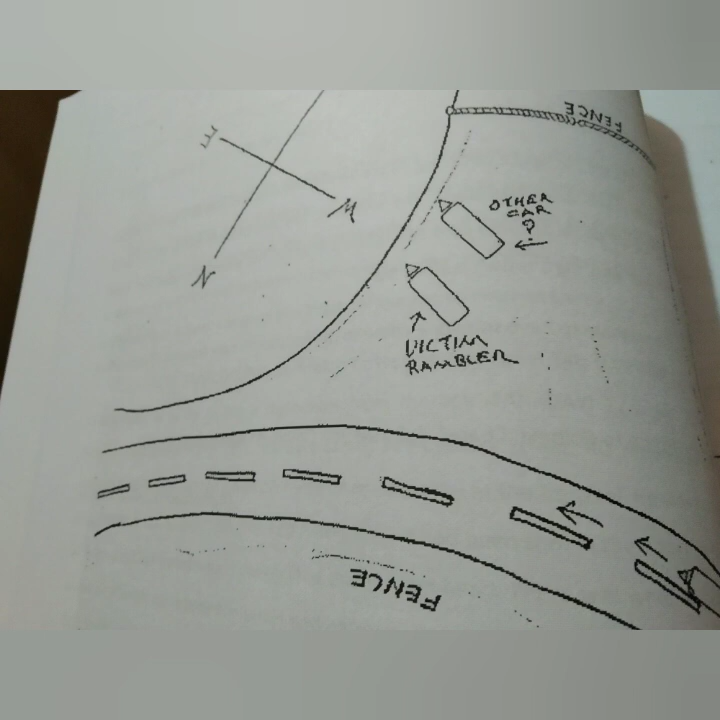 FENCE
E
W
N
OTHER
CAR
?
VICTIM
RAMBLER
FENCE